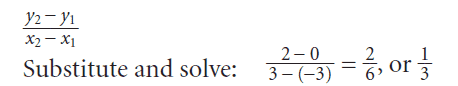 y₂ – y₁
x₂ – x₁
Substitute and solve: 2 – 0 / 3 – (–3) = 2/6, or 1/3